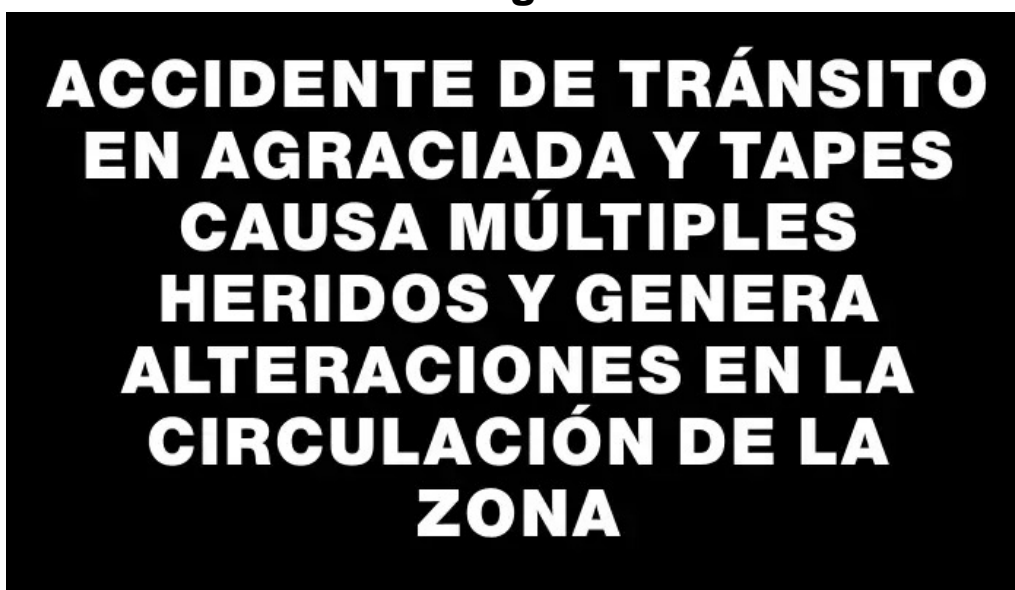 ACCIDENTE DE TRÁNSITO
EN AGRACIADA Y TAPES
CAUSA MÚLTIPLES
HERIDOS Y GENERA
ALTERACIONES EN LA
CIRCULACIÓN DE LA
ZONA